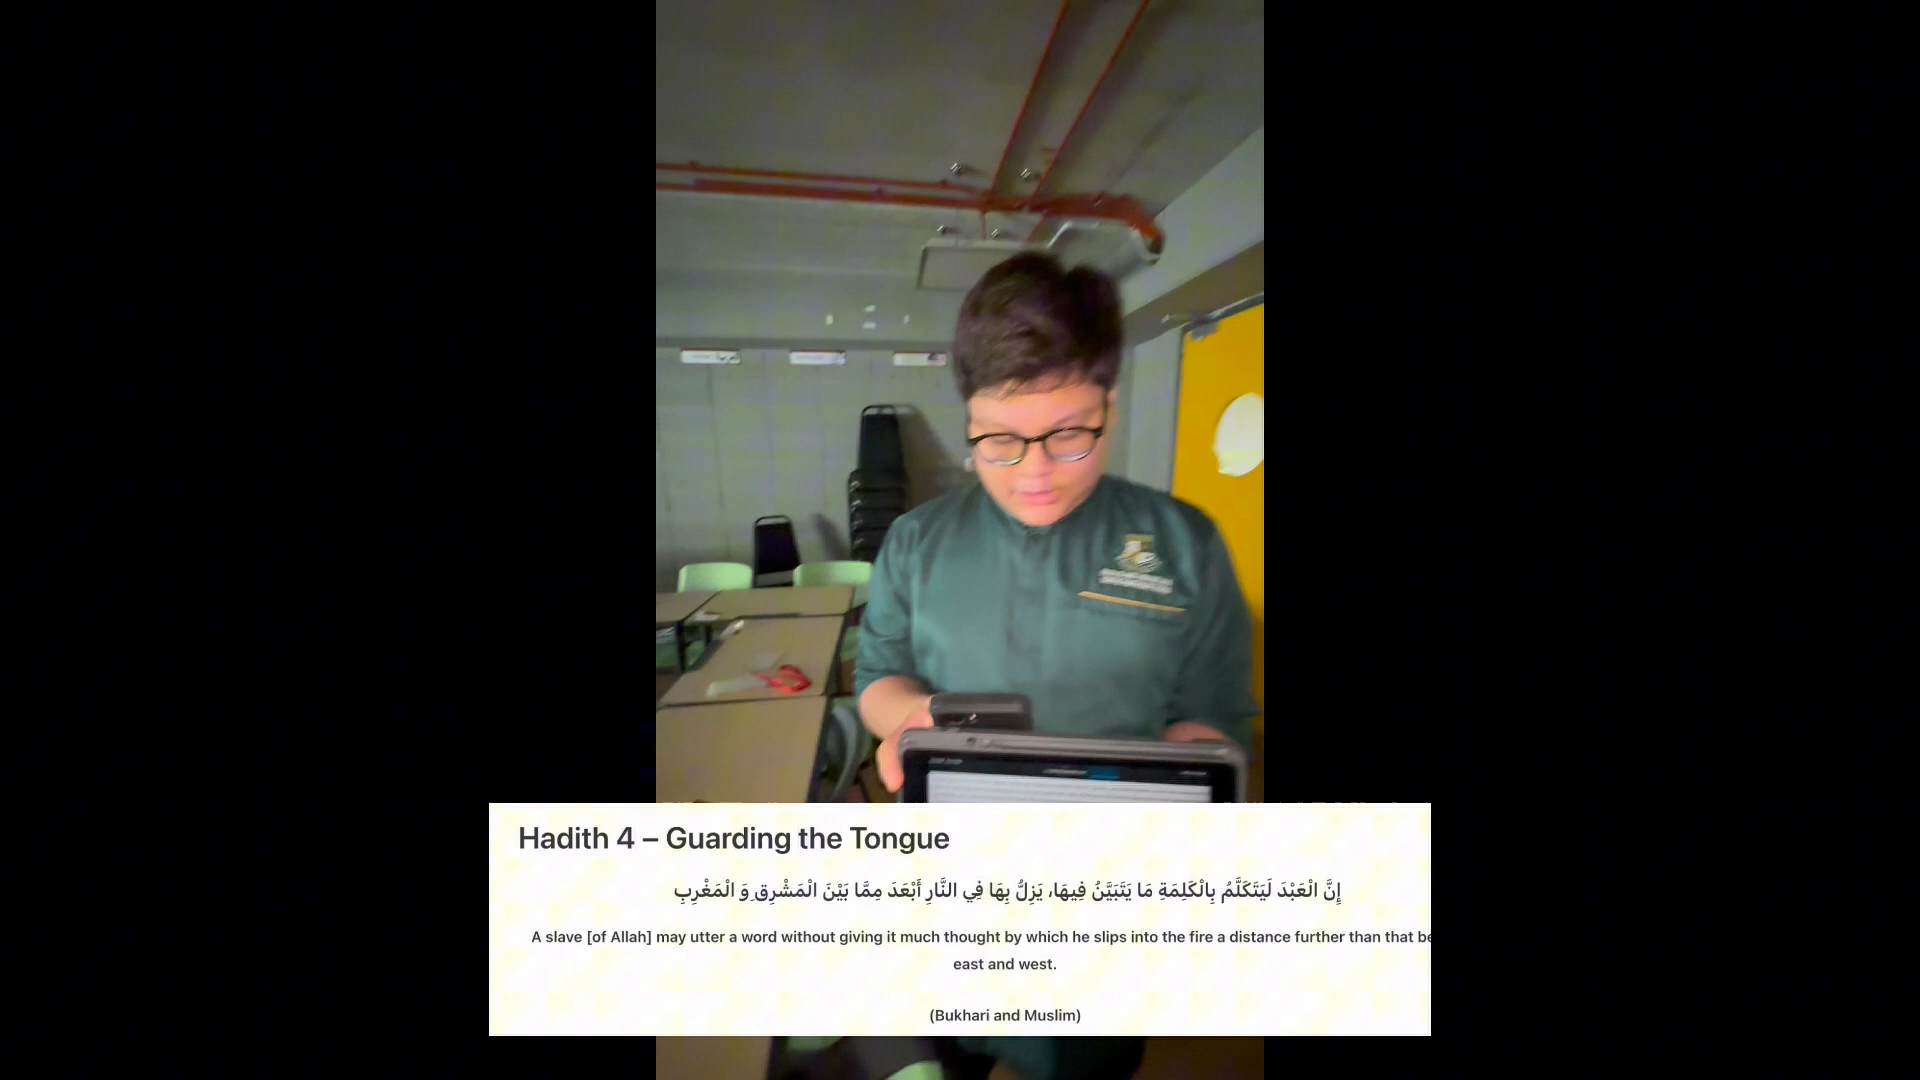 Hadith 4 – Guarding the Tongue
إِنَّ الْعَبْدَ لَيَتَكَلَّمُ بِالْكَلِمَةِ مَا يَتَبَيَّنُ فِيهَا، يَزِلُّ بِهَا فِي النَّارِ أَبْعَدَ مِمَّا بَيْنَ الْمَشْرِقِ وَ الْمَغْرِبِ
A slave [of Allah] may utter a word without giving it much thought by which he slips into the fire a distance further than that be
east and west.
(Bukhari and Muslim)